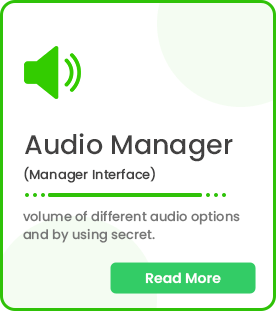 Audio Manager
(Manager Interface)
volume of different audio options
and by using secret.
Read More